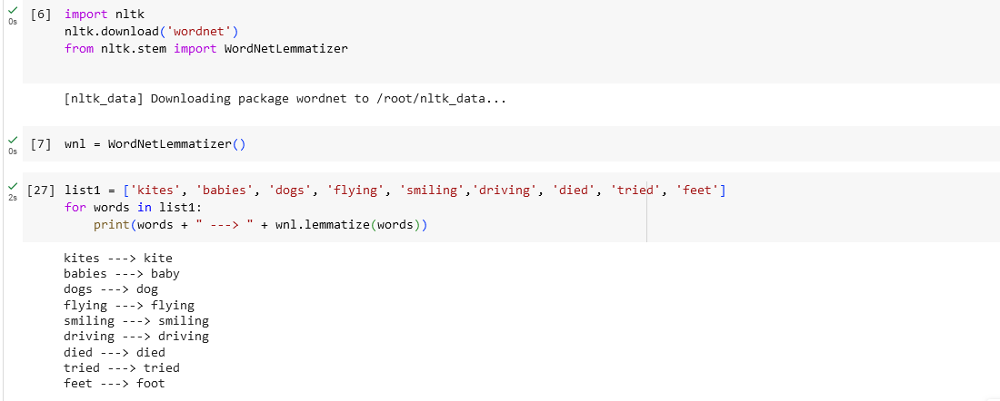 [6] import nltk
0s
nltk.download('wordnet')
from nltk.stem import WordNetLemmatizer
[nltk_data] Downloading package wordnet to /root/nltk_data...
[7] wnl = WordNetLemmatizer()
0s
[27] list1 = ['kites', 'babies', 'dogs', 'flying', 'smiling','driving', 'died', 'tried', 'feet']
2s
for words in list1:
    print(words + " ---> " + wnl.lemmatize(words))
kites ---> kite
babies ---> baby
dogs ---> dog
flying ---> flying
smiling ---> smiling
driving ---> driving
died ---> died
tried ---> tried
feet ---> foot